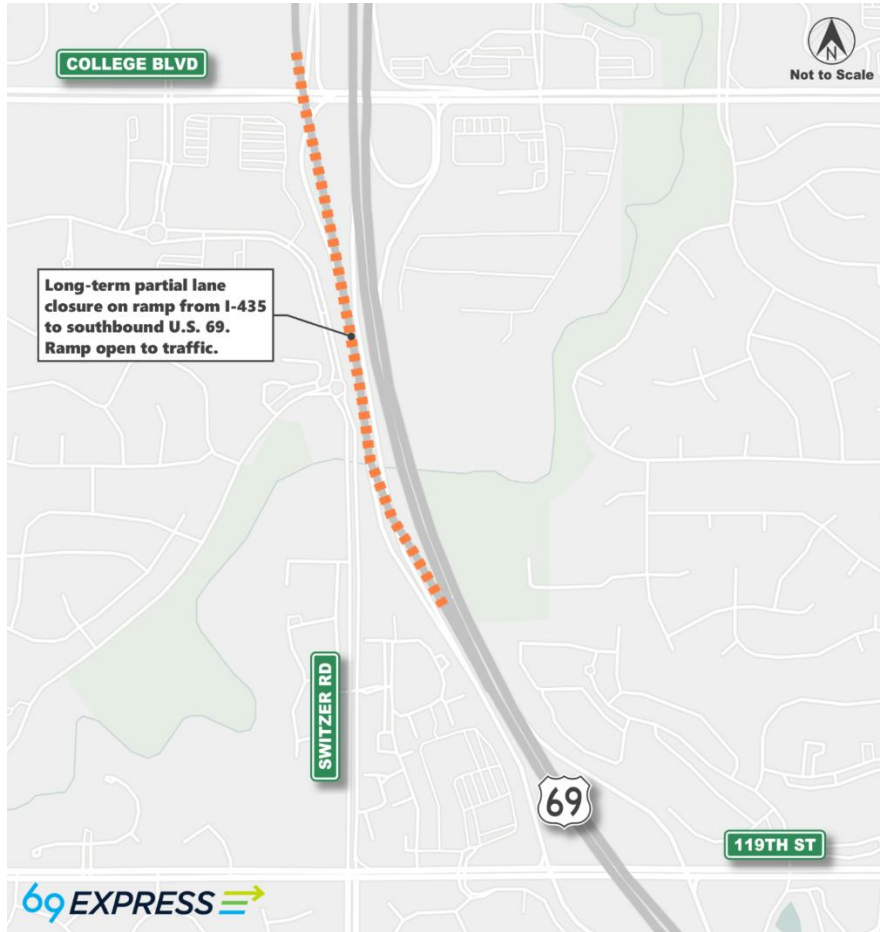 COLLEGE BLVD
N
Not to Scale
Long-term partial lane
closure on ramp from I-435
to southbound U.S. 69.
Ramp open to traffic.
SWITZER RD
69
119TH ST
69 EXPRESS